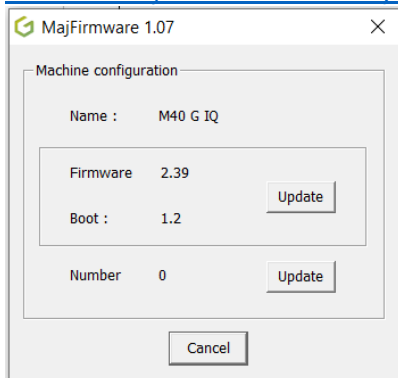 MajFirmware 1.07
Machine configuration
Name : M40 G IQ
Firmware 2.39
Update
Boot : 1.2
Number 0 Update
Cancel